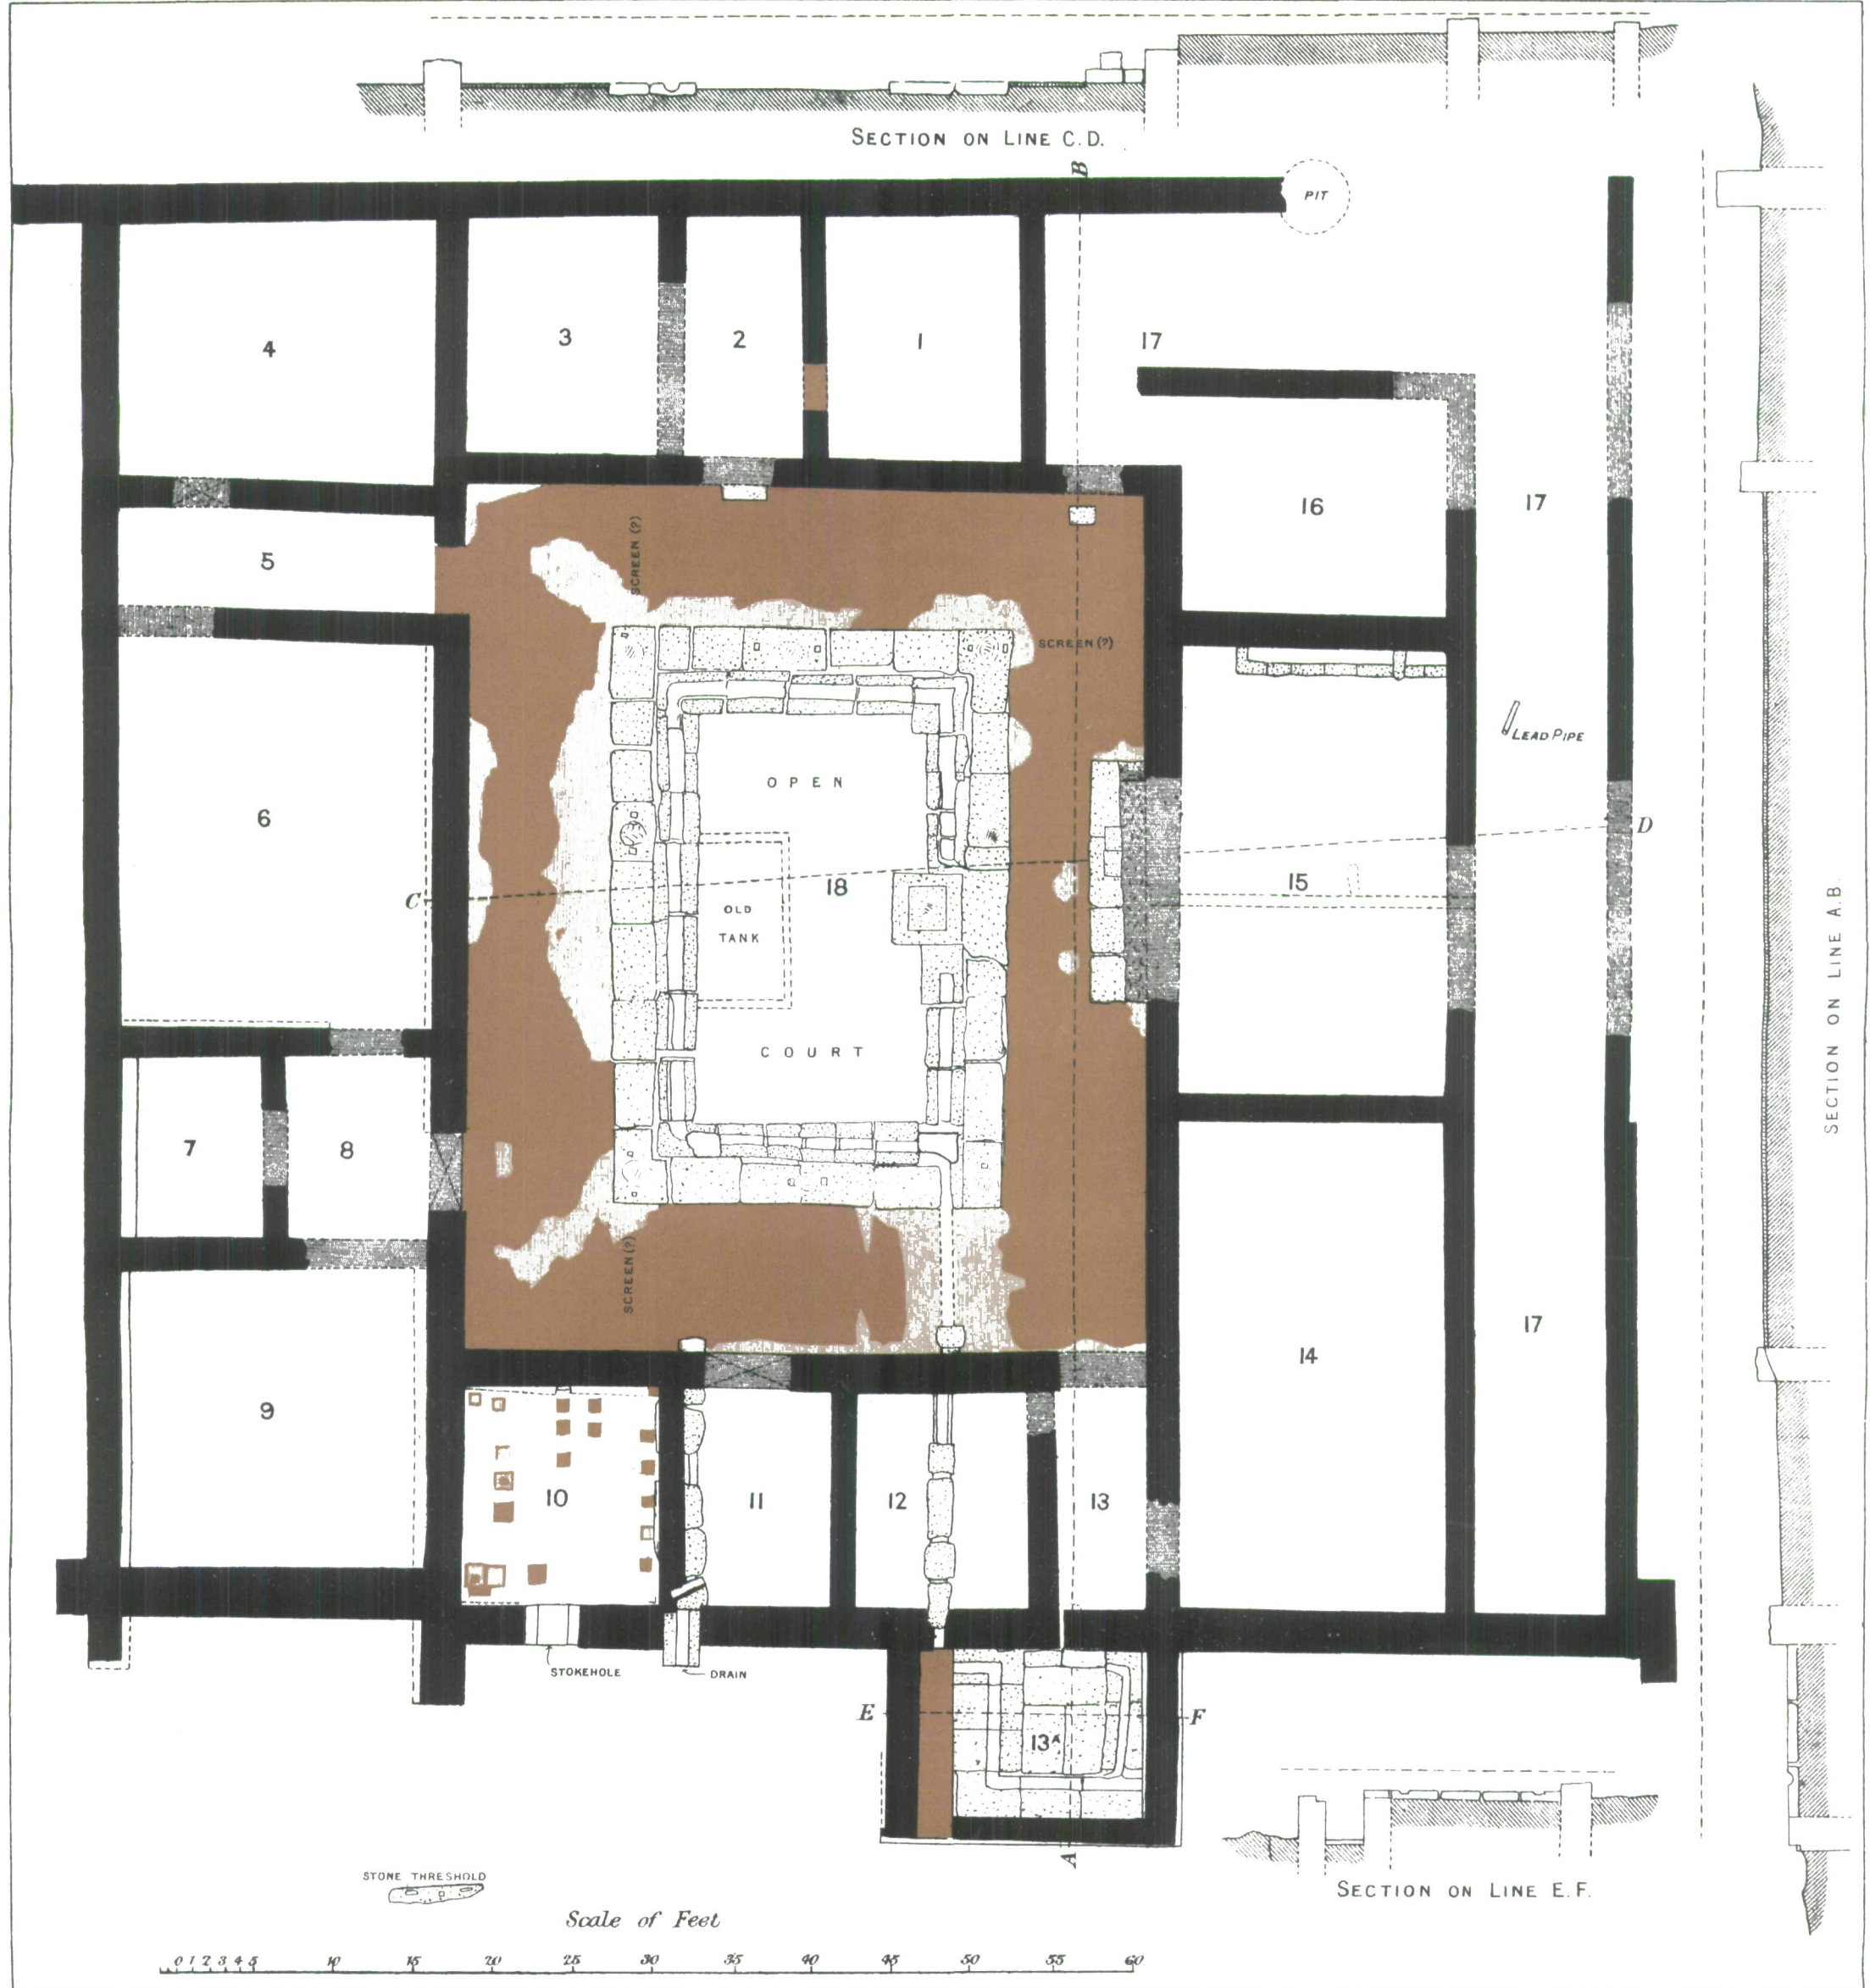 SECTION ON LINE C.D.
B
PIT
4
3
2
1
17
5
SCREEN (?)
16
17
SCREEN (?)
LEAD PIPE
OPEN
6
D
C
18
15
OLD
TANK
SECTION ON LINE A.B
COURT
7
8
SCREEN (?)
17
14
9
10
11
12
13
STOKEHOLE
DRAIN
E
F
13A
A
STONE THRESHOLD
SECTION ON LINE E.F.
Scale of Feet
0 1 2 3 4 5 10 15 20 25 30 35 40 45 50 55 60